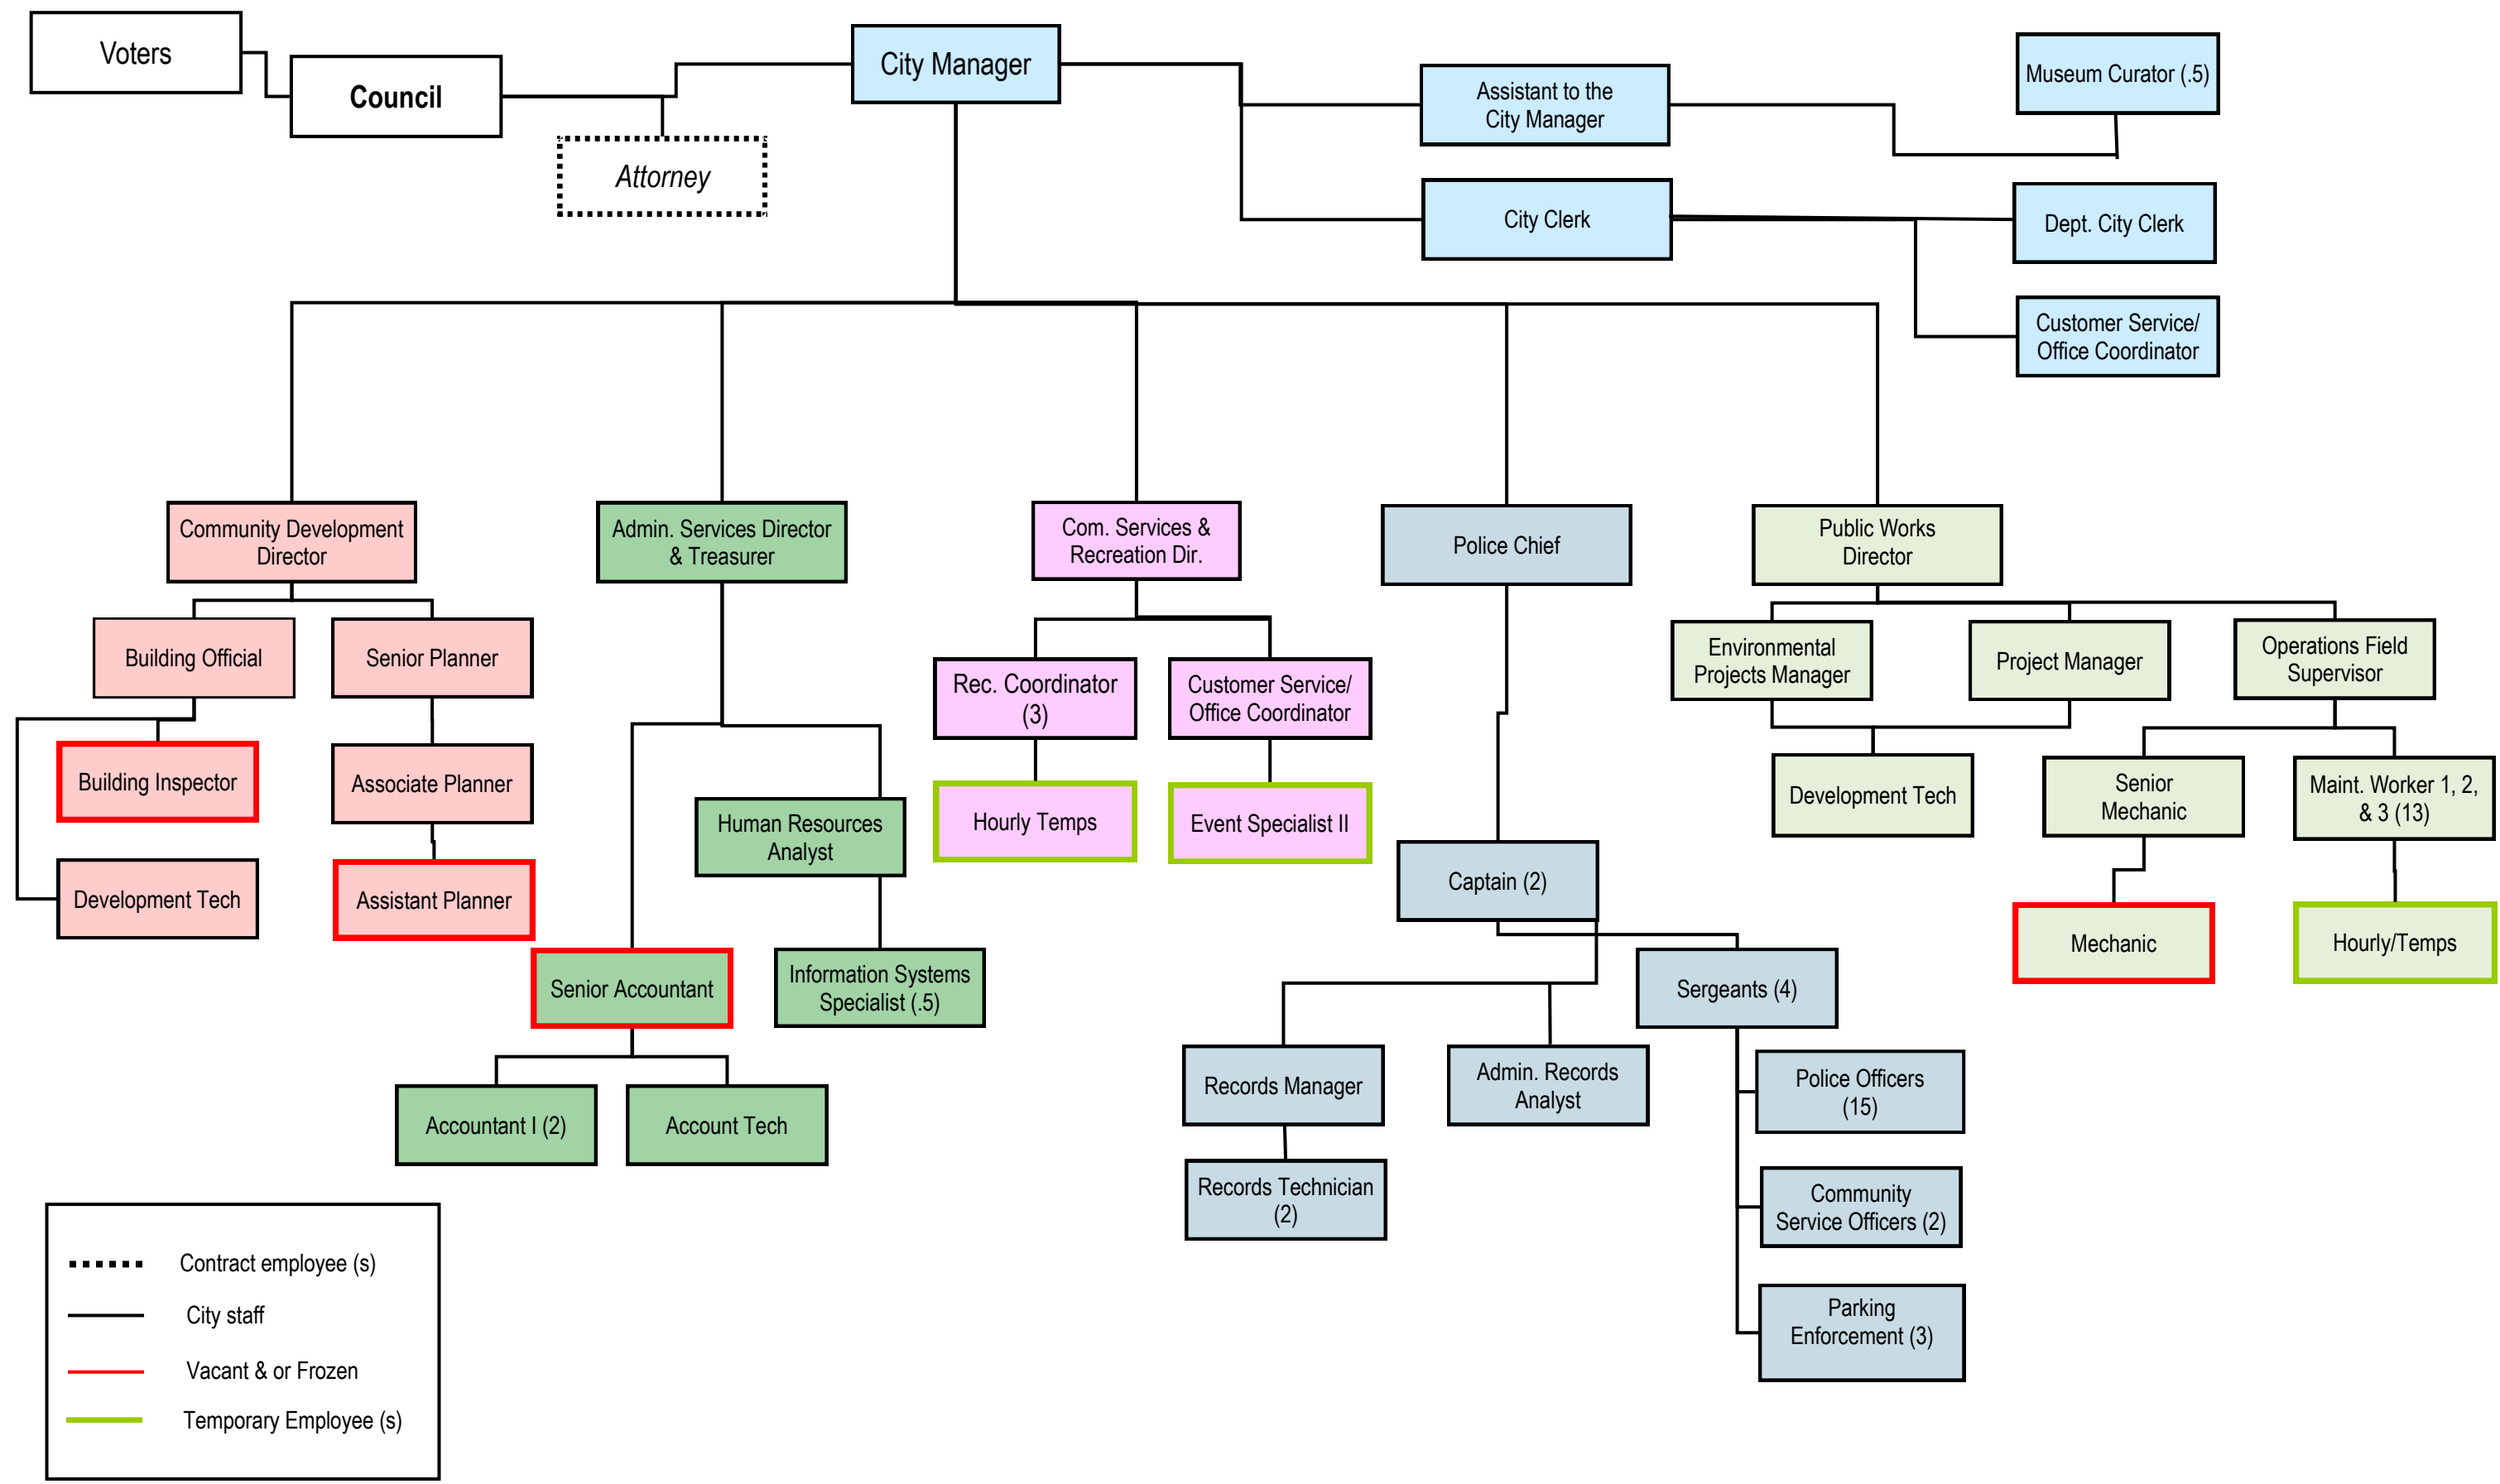 Voters
Council
Attorney
City Manager
Assistant to the
City Manager
Museum Curator (.5)
City Clerk
Dept. City Clerk
Customer Service/
Office Coordinator
Community Development
Director
Building Official
Senior Planner
Building Inspector
Associate Planner
Development Tech
Assistant Planner
Admin. Services Director
& Treasurer
Human Resources
Analyst
Senior Accountant
Information Systems
Specialist (.5)
Accountant I (2)
Account Tech
Com. Services &
Recreation Dir.
Rec. Coordinator
(3)
Customer Service/
Office Coordinator
Hourly Temps
Event Specialist II
Police Chief
Captain (2)
Sergeants (4)
Records Manager
Admin. Records
Analyst
Records Technician
(2)
Police Officers
(15)
Community
Service Officers (2)
Parking
Enforcement (3)
Public Works
Director
Environmental
Projects Manager
Project Manager
Operations Field
Supervisor
Development Tech
Senior
Mechanic
Maint. Worker 1, 2,
& 3 (13)
Mechanic
Hourly/Temps
Contract employee (s)
City staff
Vacant & or Frozen
Temporary Employee (s)